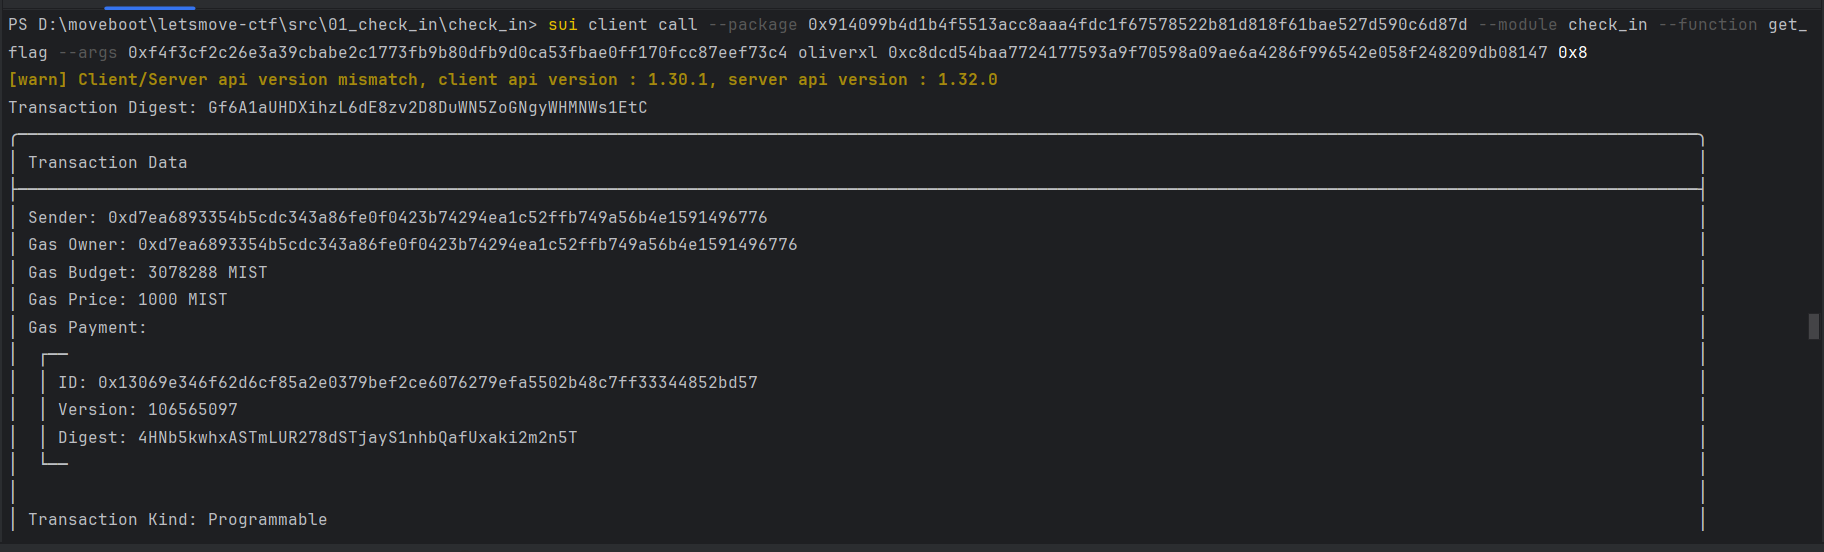 PS D:\moveboot\letsmove-ctf\src\01_check_in\check_in> sui client call --package 0x914099b4d1b4f5513acc8aaa4fdc1f67578522b81d818f61bae527d590c6d87d --module check_in --function get_
flag --args 0xf4f3cf2c26e3a39cbabe2c1773fb9b80dfb9d0ca53fbae0ff170fcc87eef73c4 oliverxl 0xc8dcd54baa7724177593a9f70598a09ae6a4286f996542e058f248209db08147 0x8
[warn] Client/Server api version mismatch, client api version : 1.30.1, server api version : 1.32.0
Transaction Digest: Gf6A1aUHDXihzL6dE8zv2D8DuWN5ZoGNgyWHMNWs1EtC
Transaction Data
Sender: 0xd7ea6893354b5cdc343a86fe0f0423b74294ea1c52ffb749a56b4e1591496776
Gas Owner: 0xd7ea6893354b5cdc343a86fe0f0423b74294ea1c52ffb749a56b4e1591496776
Gas Budget: 3078288 MIST
Gas Price: 1000 MIST
Gas Payment:
ID: 0x13069e346f62d6cf85a2e0379bef2ce6076279efa5502b48c7ff33344852bd57
Version: 106565097
Digest: 4HNb5kwhxASTmLUR278dSTjayS1nhbQafUxaki2m2n5T
Transaction Kind: Programmable